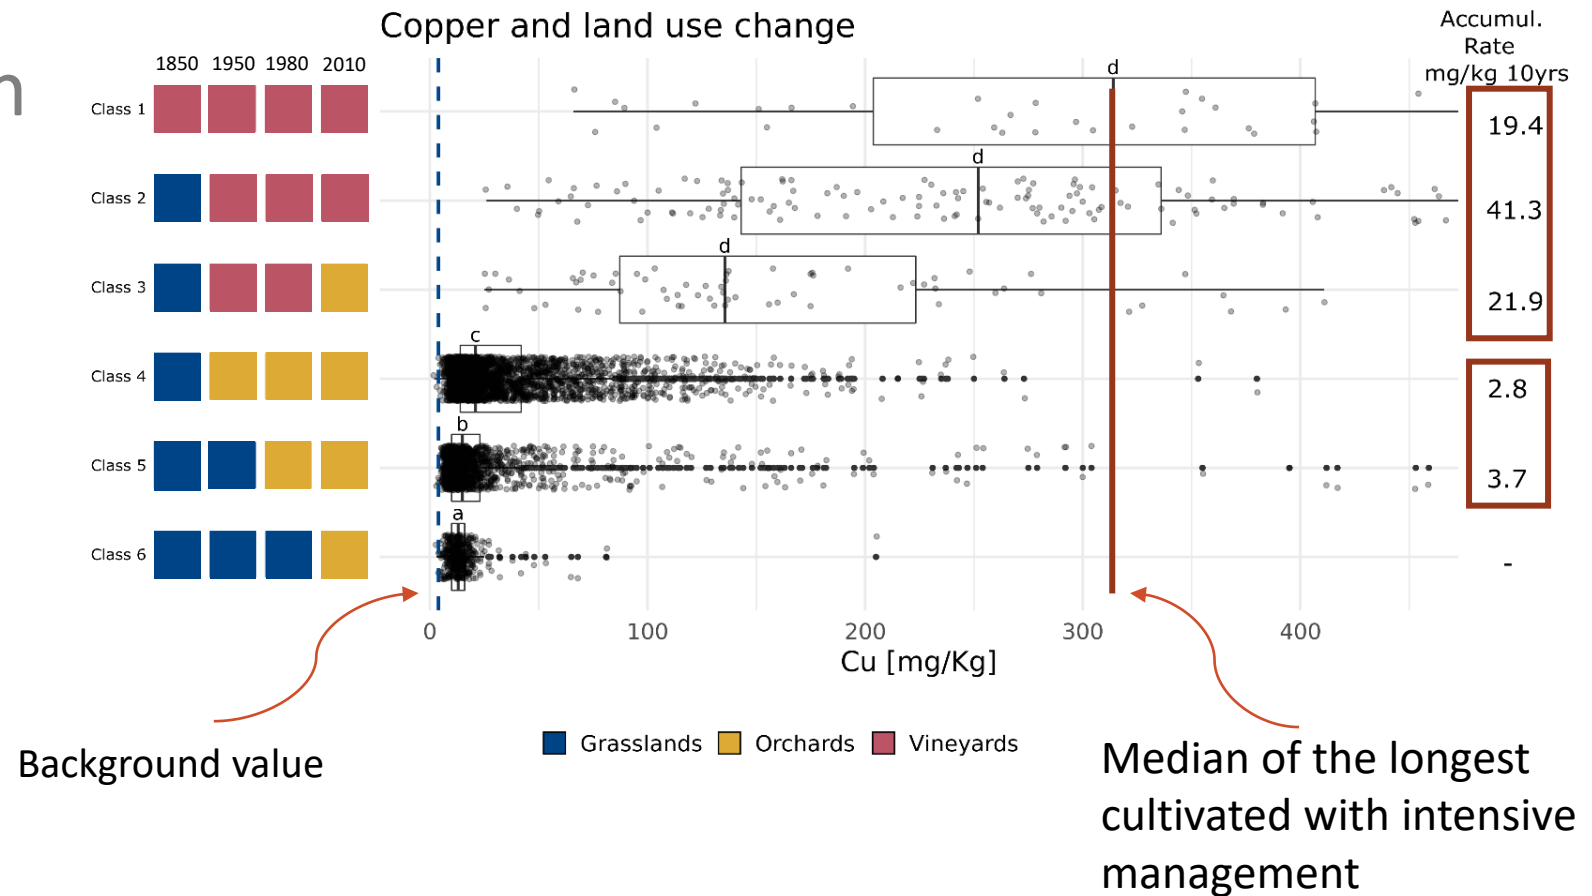 n
Copper and land use change
Accumul.
Rate
mg/kg 10yrs
1850 1950 1980 2010
Class 1
d
19.4
Class 2
d
41.3
Class 3
d
21.9
Class 4
c
2.8
Class 5
b
3.7
Class 6
a
-
0 100 200 300 400
Cu [mg/Kg]
Grasslands Orchards Vineyards
Background value
Median of the longest
cultivated with intensive
management